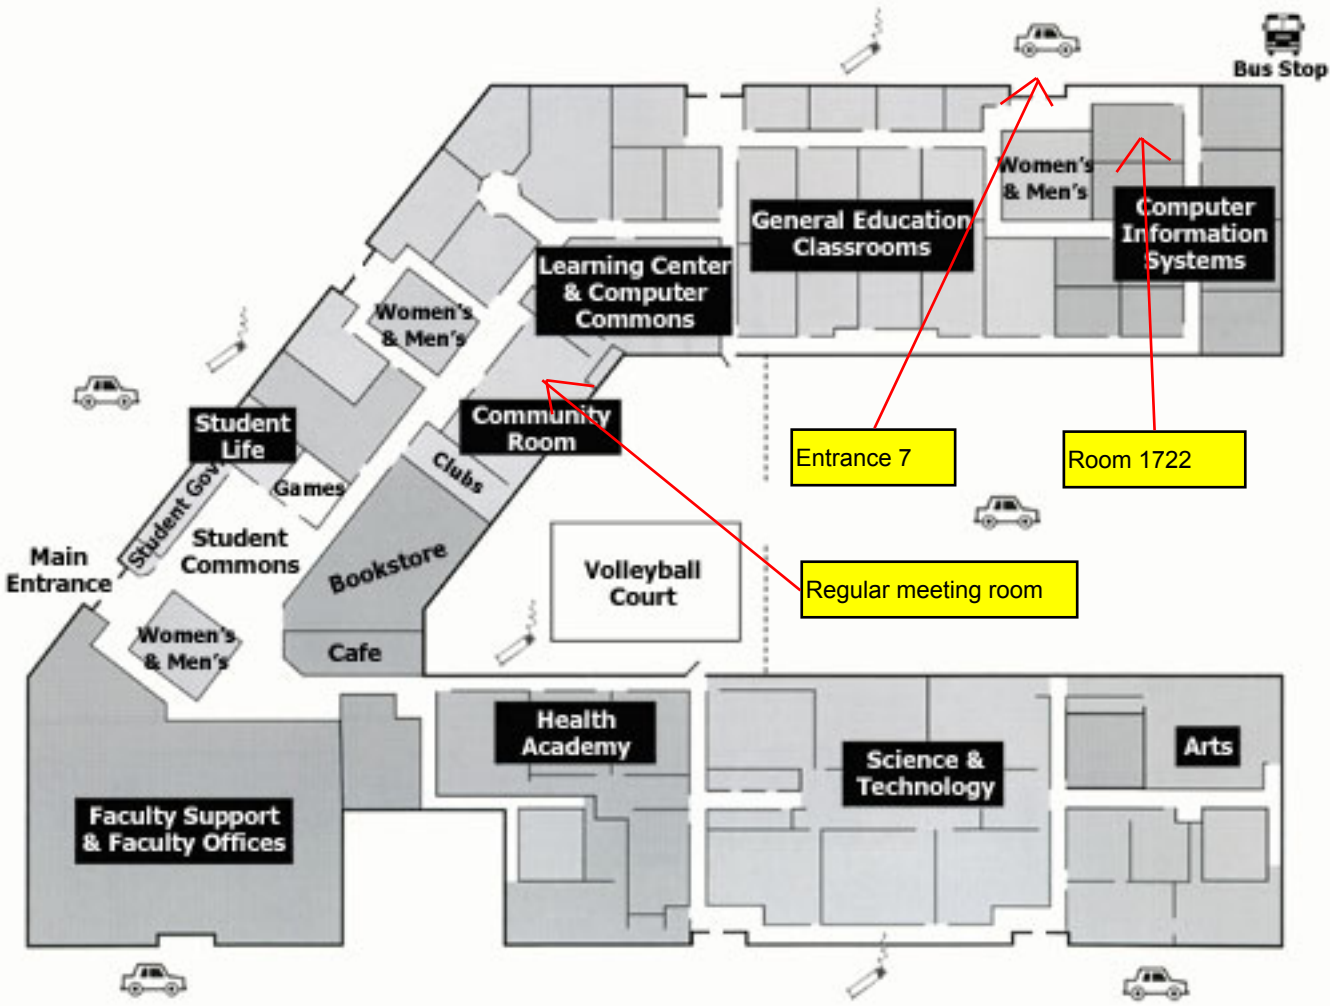 Bus Stop
Women's
& Men's
Computer
Information
Systems
General Education
Classrooms
Learning Center
& Computer
Commons
Women's
& Men's
Student
Life
Community
Room
Entrance 7
Room 1722
Clubs
Games
Student Gov
Student
Commons
Bookstore
Main
Entrance
Volleyball
Court
Regular meeting room
Women's
& Men's
Cafe
Health
Academy
Science &
Technology
Arts
Faculty Support
& Faculty Offices